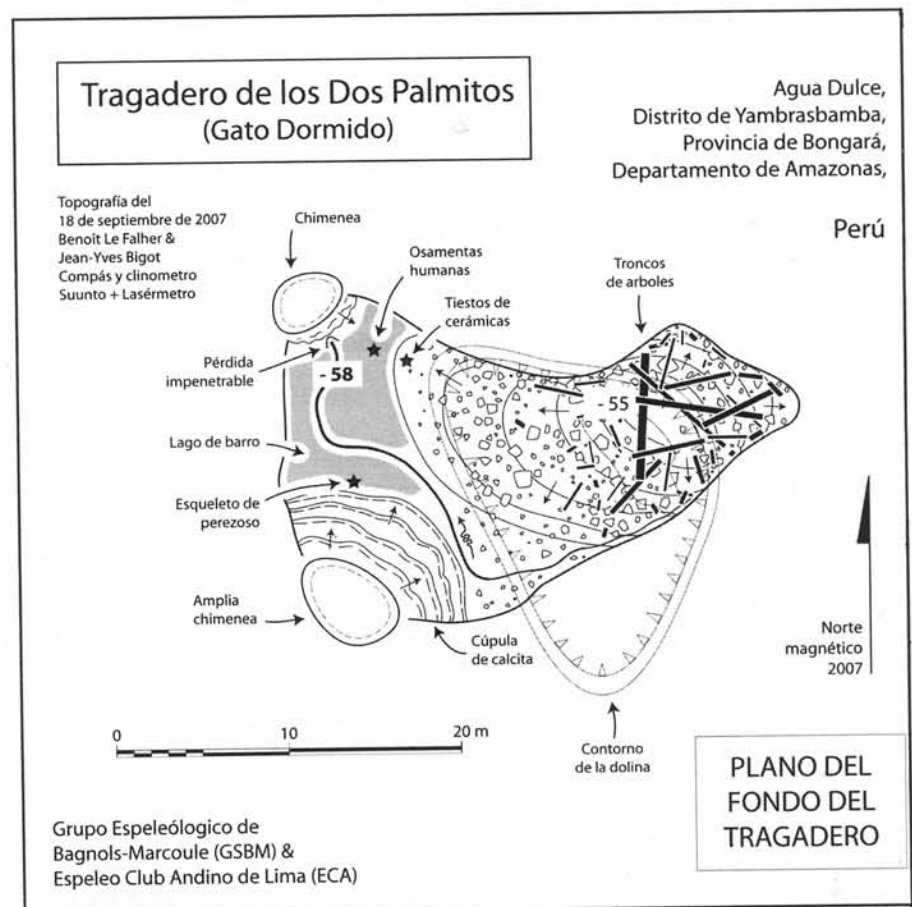 Tragadero de los Dos Palmitos
(Gato Dormido)
Agua Dulce,
Distrito de Yambrasbamba,
Provincia de Bongará,
Departamento de Amazonas,
Perú
Topografía del
18 de septiembre de 2007
Benoît Le Falher &
Jean-Yves Bigot
Compás y clinometro
Suunto + Lasérmetro
Chimenea
Osamentas
humanas
Tiestos de
cerámicas
Troncos
de arboles
Pérdida
impenetrable
- 58
- 55
Lago de barro
Esqueleto de
perezoso
Amplia
chimenea
Cúpula
de calcita
Norte
magnético
2007
0 10 20 m
Contorno
de la dolina
PLANO DEL
FONDO DEL
TRAGADERO
Grupo Espeleólogico de
Bagnols-Marcoule (GSBM) &
Espeleo Club Andino de Lima (ECA)